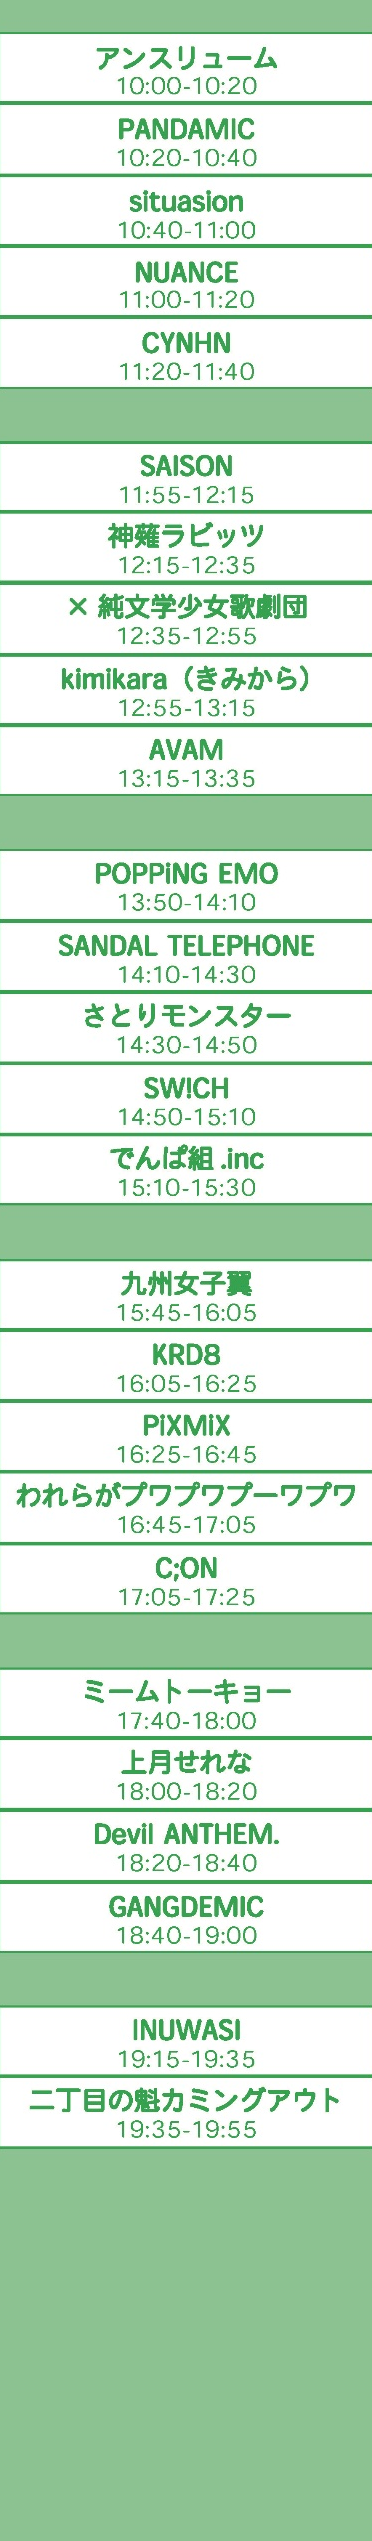 アンスリューム
10:00-10:20
PANDAMIC
10:20-10:40
situasion
10:40-11:00
NUANCE
11:00-11:20
CYNHN
11:20-11:40
SAISON
11:55-12:15
神薙ラビッツ
12:15-12:35
× 純文学少女歌劇団
12:35-12:55
kimikara（きみから）
12:55-13:15
AVAM
13:15-13:35
POPPiNG EMO
13:50-14:10
SANDAL TELEPHONE
14:10-14:30
さとりモンスター
14:30-14:50
SW!CH
14:50-15:10
でんぱ組.inc
15:10-15:30
九州女子翼
15:45-16:05
KRD8
16:05-16:25
PiXMiX
16:25-16:45
われらがプワプワプーワプワ
16:45-17:05
C;ON
17:05-17:25
ミームトーキョー
17:40-18:00
上月せれな
18:00-18:20
Devil ANTHEM.
18:20-18:40
GANGDEMIC
18:40-19:00
INUWASI
19:15-19:35
二丁目の魁カミングアウト
19:35-19:55